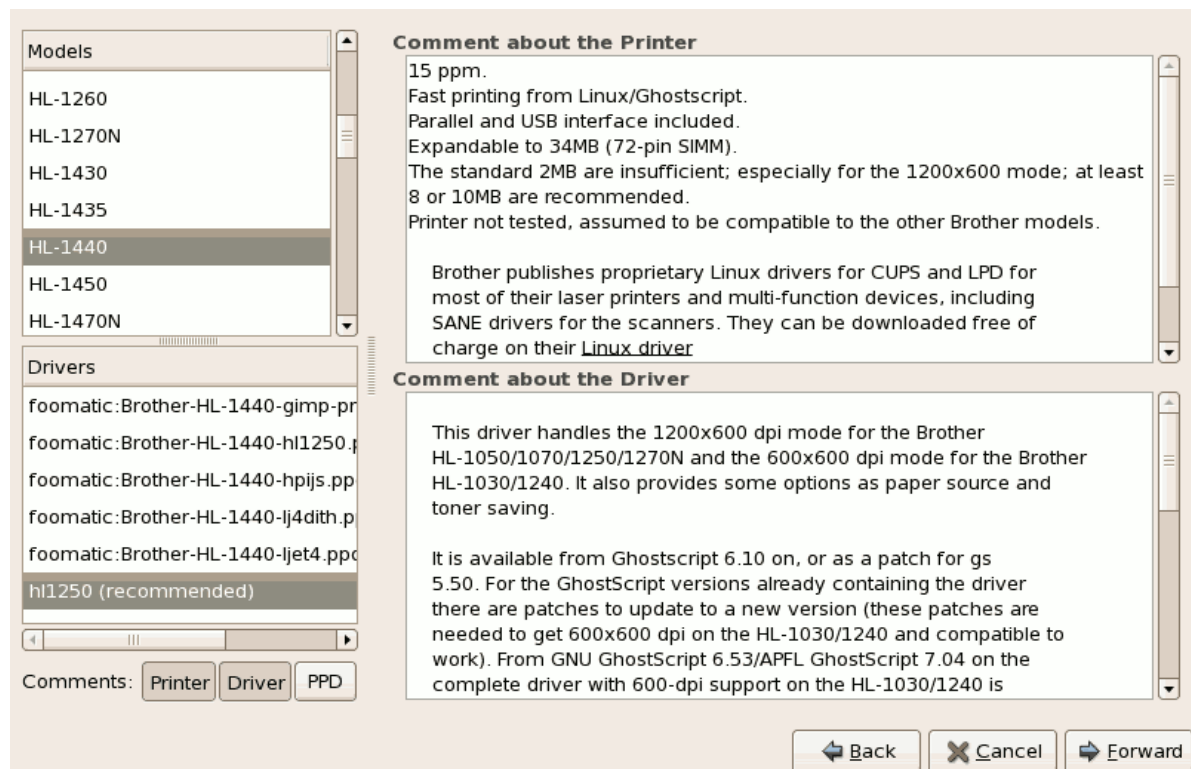 Models
HL-1260
HL-1270N
HL-1430
HL-1435
HL-1440
HL-1450
HL-1470N
Drivers
foomatic:Brother-HL-1440-gimp-pr
foomatic:Brother-HL-1440-hl1250.p
foomatic:Brother-HL-1440-hpijs.pp
foomatic:Brother-HL-1440-lj4dith.p
foomatic:Brother-HL-1440-ljet4.ppd
hl1250 (recommended)
Comments: Printer Driver PPD
Comment about the Printer
15 ppm.
Fast printing from Linux/Ghostscript.
Parallel and USB interface included.
Expandable to 34MB (72-pin SIMM).
The standard 2MB are insufficient; especially for the 1200x600 mode; at least
8 or 10MB are recommended.
Printer not tested, assumed to be compatible to the other Brother models.
Brother publishes proprietary Linux drivers for CUPS and LPD for
most of their laser printers and multi-function devices, including
SANE drivers for the scanners. They can be downloaded free of
charge on their Linux driver
Comment about the Driver
This driver handles the 1200x600 dpi mode for the Brother
HL-1050/1070/1250/1270N and the 600x600 dpi mode for the Brother
HL-1030/1240. It also provides some options as paper source and
toner saving.
It is available from Ghostscript 6.10 on, or as a patch for gs
5.50. For the GhostScript versions already containing the driver
there are patches to update to a new version (these patches are
needed to get 600x600 dpi on the HL-1030/1240 and compatible to
work). From GNU GhostScript 6.53/APFL GhostScript 7.04 on the
complete driver with 600-dpi support on the HL-1030/1240 is
Back Cancel Forward